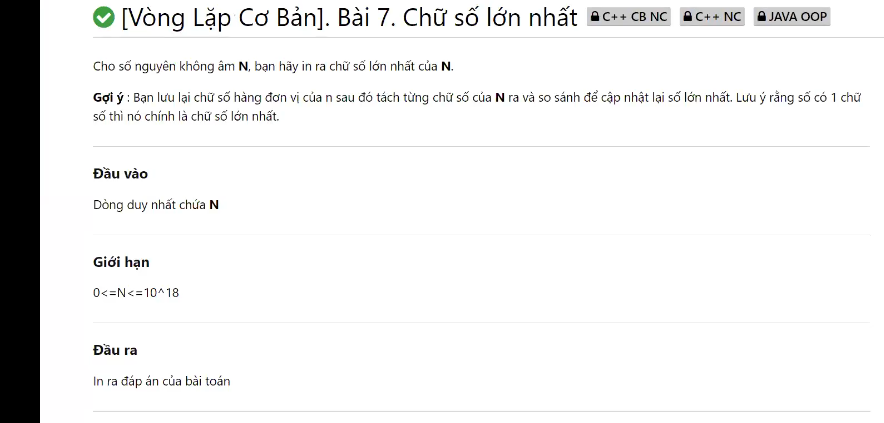 [Vòng Lặp Cơ Bản]. Bài 7. Chữ số lớn nhất C++ CB NC C++ NC JAVA OOP
Cho số nguyên không âm N, bạn hãy in ra chữ số lớn nhất của N.
Gợi ý : Bạn lưu lại chữ số hàng đơn vị của n sau đó tách từng chữ số của N ra và so sánh để cập nhật lại số lớn nhất. Lưu ý rằng số có 1 chữ
số thì nó chính là chữ số lớn nhất.
Đầu vào
Dòng duy nhất chứa N
Giới hạn
0<=N<=10^18
Đầu ra
In ra đáp án của bài toán